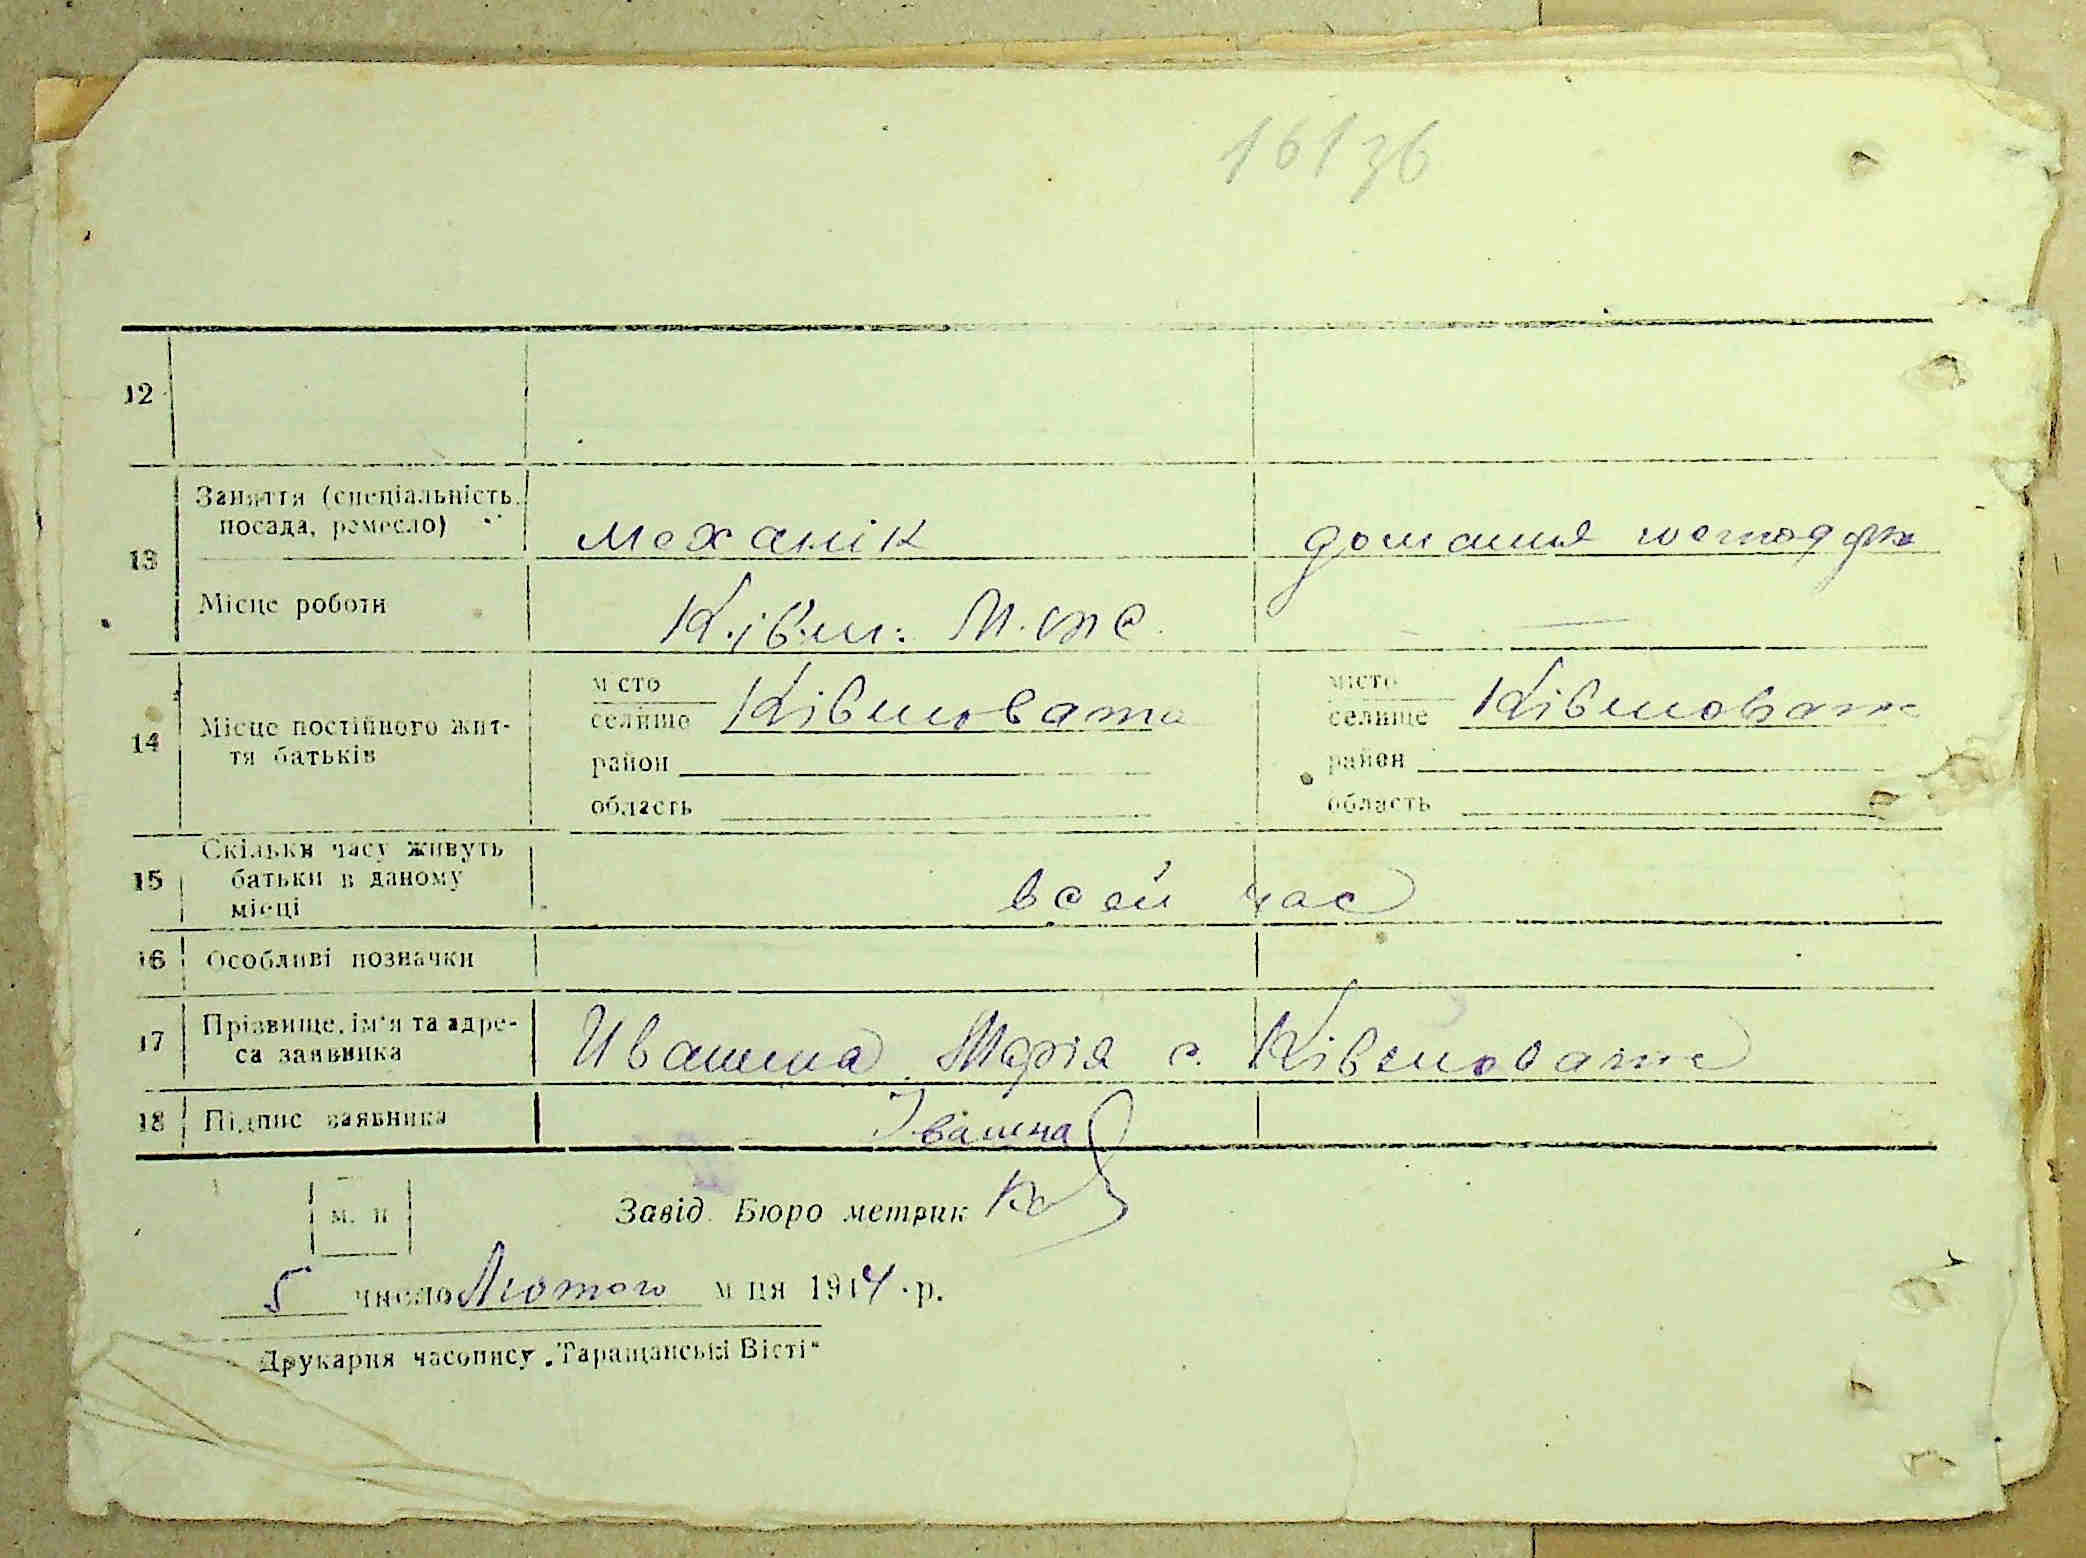 16136
12
13 Заняття (спеціальність, посада, ремесло) механік домашня господарк
Місце роботи Ківш. М.тс. —
14 Місце постійного життя батьків
місто
селище Ківшовата
район
область
місто
селище Ківшовата
район
область
15 Скільки часу живуть батьки в даному місці
всей час
16 Особливі позначки
17 Прізвище, ім'я та адреса заявника
Ивашина Марія с. Ківшовата
18 Підпис заявника Івашина
м. п
Завід. Бюро метрик
5 число Лютого м ця 1944 р.
Друкарня часопису „Таращанські Вісті"